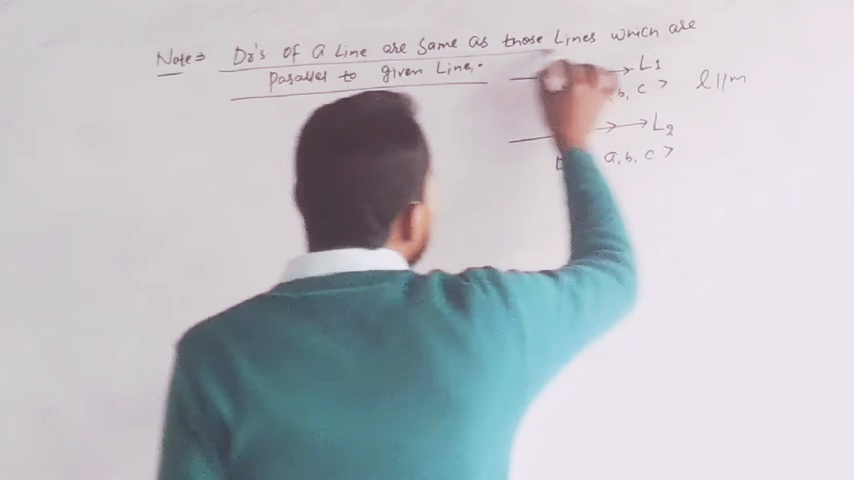 Note ⇒ Dr's of a Line are same as those Lines which are
Parallel to given Line.
L1
b, c >
l || m
L2
a, b, c >